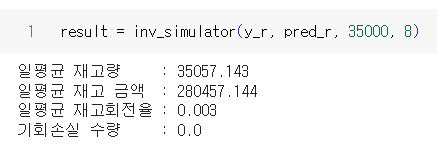 1 result = inv_simulator(y_r, pred_r, 35000, 8)
일평균 재고량 : 35057.143
일평균 재고 금액 : 280457.144
일평균 재고회전율 : 0.003
기회손실 수량 : 0.0